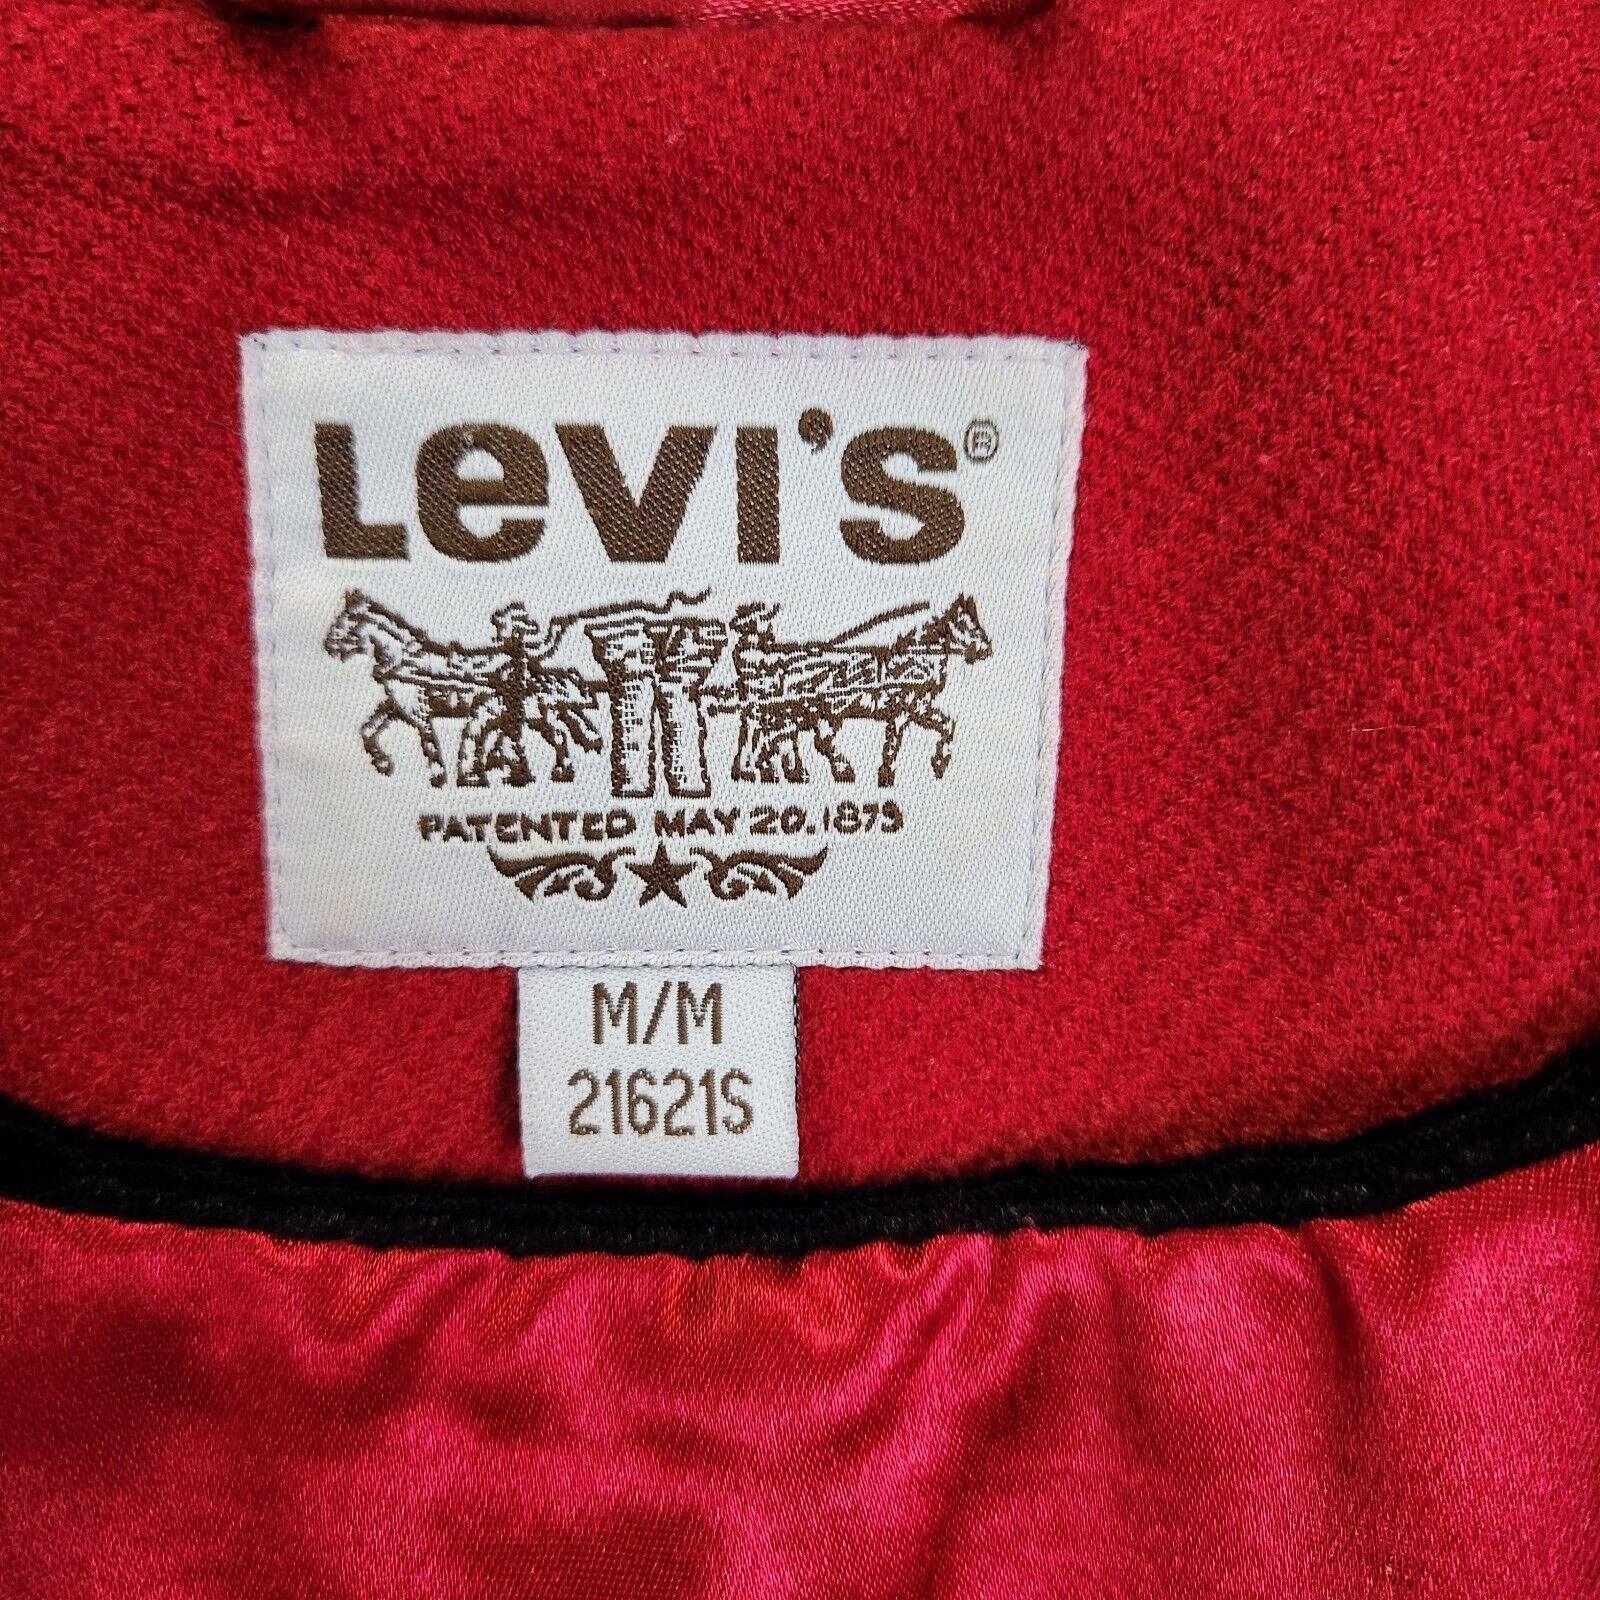 Levi's®
PATENTED MAY 20.1873
M/M
21621S